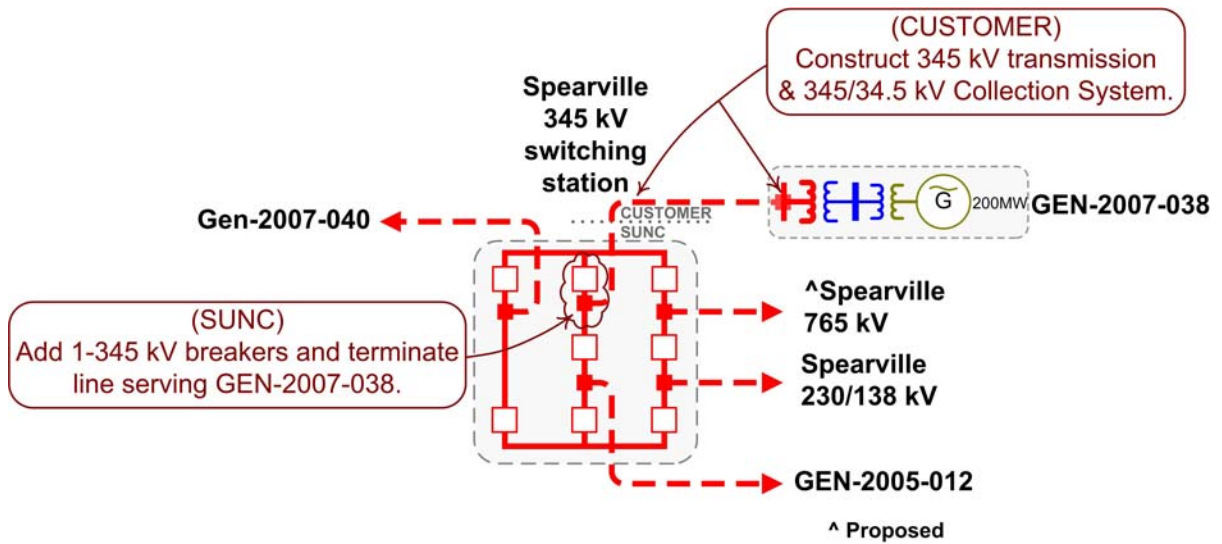 (CUSTOMER)
Construct 345 kV transmission
& 345/34.5 kV Collection System.
Spearville
345 kV
switching
station
CUSTOMER
SUNC
G
200MW
GEN-2007-038
Gen-2007-040
(SUNC)
Add 1-345 kV breakers and terminate
line serving GEN-2007-038.
^Spearville
765 kV
Spearville
230/138 kV
GEN-2005-012
^ Proposed